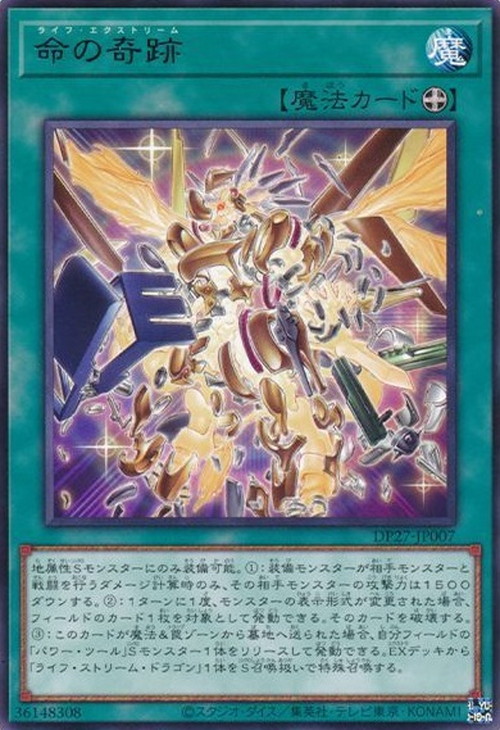 ライフ・エクストリーム
命の奇跡
魔
【魔法カード】
DP27-JP007
地属性Sモンスターにのみ装備可能。①:装備モンスターが相手モンスターと
戦闘を行うダメージ計算時のみ、その相手モンスターの攻撃力は1500
ダウンする。②:1ターンに1度、モンスターの表示形式が変更された場合、
フィールドのカード1枚を対象として発動できる。そのカードを破壊する。
③:このカードが魔法&罠ゾーンから墓地へ送られた場合、自分フィールドの
「パワー・ツール」Sモンスター1体をリリースして発動できる。EXデッキから
「ライフ・ストリーム・ドラゴン」1体をS召喚扱いで特殊召喚する。
36148308
©スタジオ・ダイス/集英社・テレビ東京・KONAMI